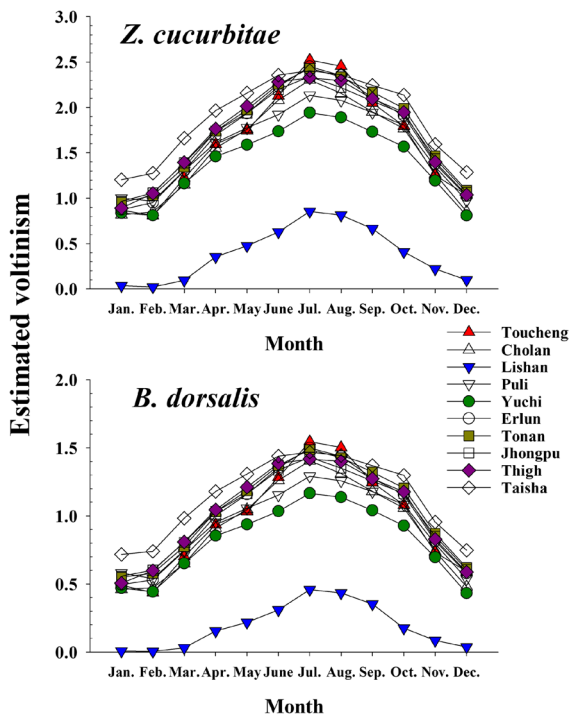 Z. cucurbitae
3.0
2.5
2.0
1.5
1.0
0.5
0.0
Jan. Feb. Mar. Apr. May June Jul. Aug. Sep. Oct. Nov. Dec.
Month
Estimated voltinism
B. dorsalis
2.0
1.5
1.0
0.5
0.0
Jan. Feb. Mar. Apr. May June Jul. Aug. Sep. Oct. Nov. Dec.
Month
Toucheng
Cholan
Lishan
Puli
Yuchi
Erlun
Tonan
Jhongpu
Thigh
Taisha